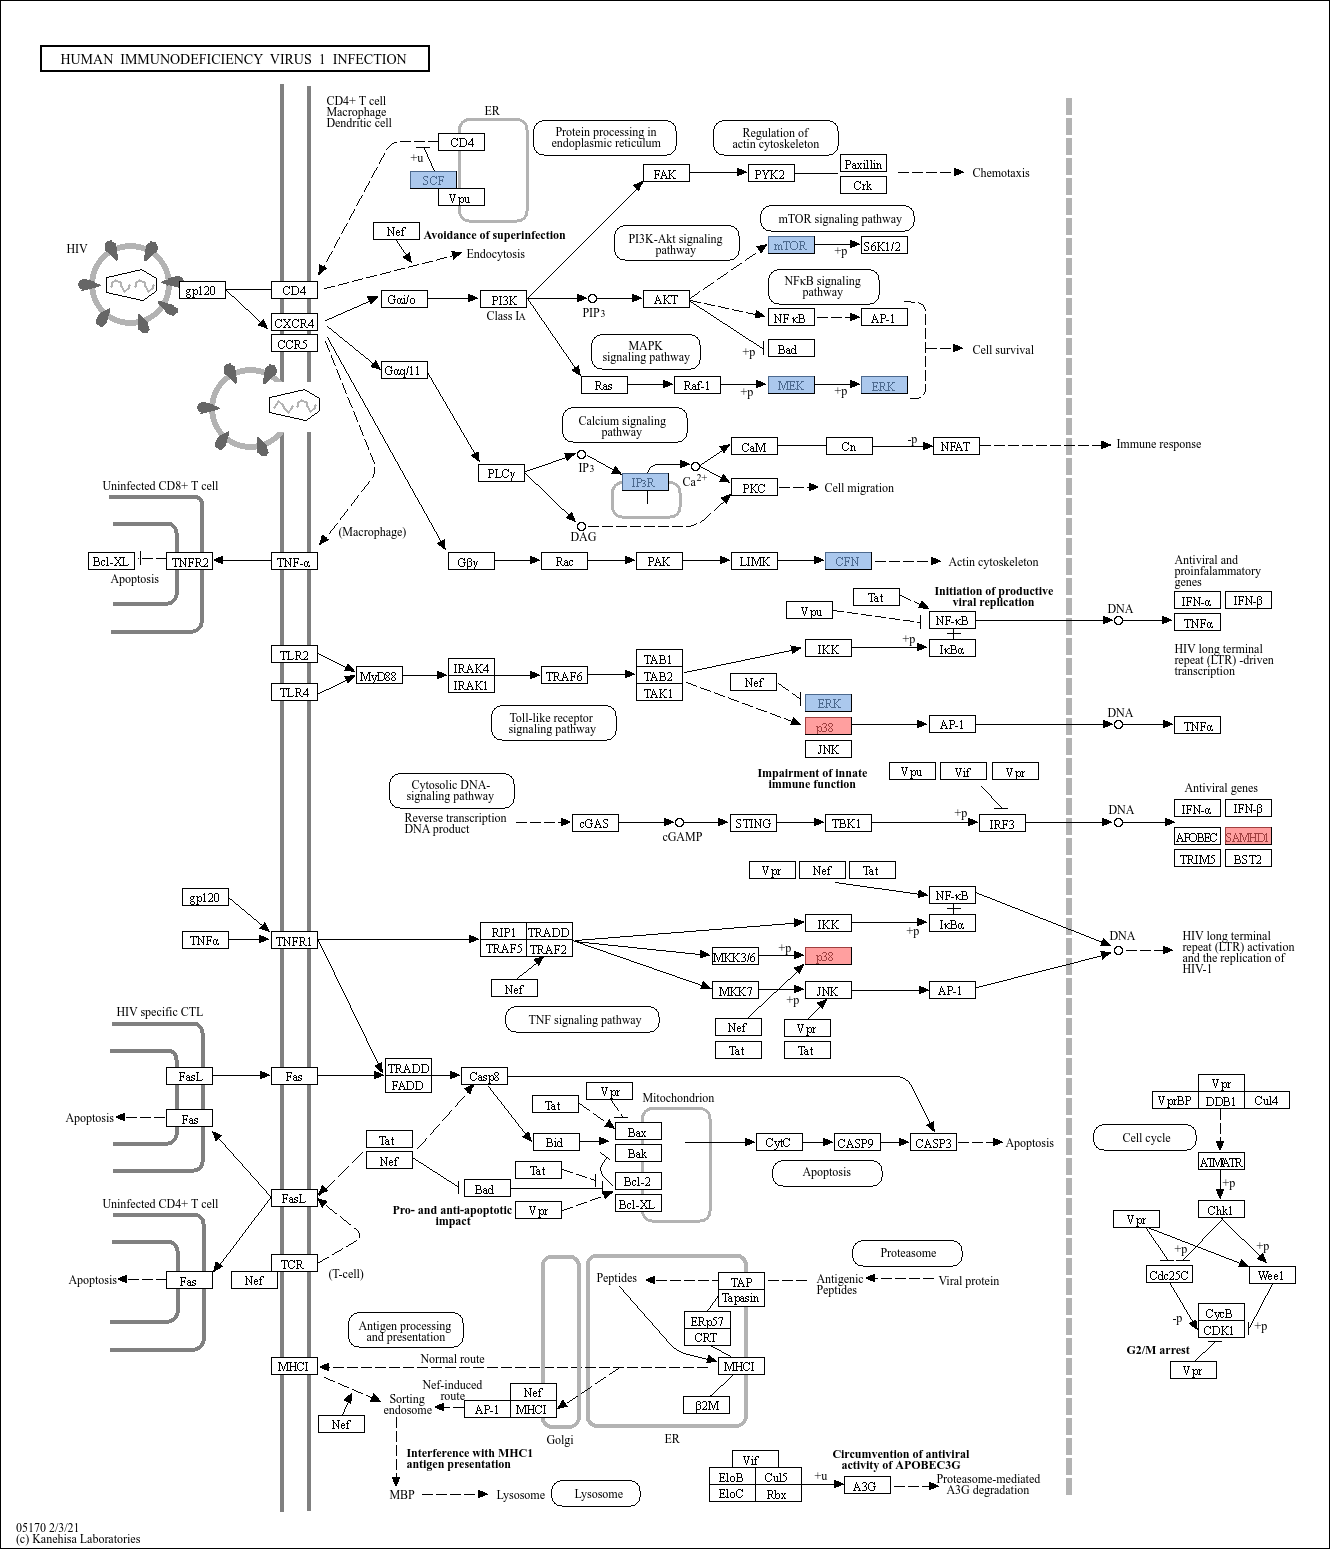 HUMAN IMMUNODEFICIENCY VIRUS 1 INFECTION
CD4+ T cell
Macrophage
Dendritic cell
ER
CD4
+u
SCF
Vpu
Protein processing in
endoplasmic reticulum
Regulation of
actin cytoskeleton
FAK
PYK2
Paxillin
Crk
Chemotaxis
HIV
gp120
CD4
CXCR4
CCR5
Nef
Avoidance of superinfection
Endocytosis
Gαi/o
PI3K
Class IA
PIP3
AKT
PI3K-Akt signaling
pathway
mTOR signaling pathway
mTOR
+p
S6K1/2
NFκB signaling
pathway
NFκB
AP-1
+p
Bad
Cell survival
MAPK
signaling pathway
Gαq/11
Ras
Raf-1
+p
MEK
+p
ERK
Calcium signaling
pathway
PLCγ
IP3
IP3R
Ca2+
DAG
CaM
Cn
-p
NFAT
Immune response
PKC
Cell migration
Uninfected CD8+ T cell
(Macrophage)
Bcl-XL
TNFR2
TNF-α
Apoptosis
Gβγ
Rac
PAK
LIMK
CFN
Actin cytoskeleton
Antiviral and
proinfalammatory
genes
IFN-α
IFN-β
TNFα
Initiation of productive
viral replication
Tat
Vpu
NF-κB
+p
IκBα
DNA
HIV long terminal
repeat (LTR) -driven
transcription
TLR2
TLR4
MyD88
IRAK4
IRAK1
TRAF6
TAB1
TAB2
TAK1
IKK
Nef
ERK
p38
JNK
AP-1
DNA
TNFα
Toll-like receptor
signaling pathway
Impairment of innate
immune function
Vpu
Vif
Vpr
Cytosolic DNA-
signaling pathway
Reverse transcription
DNA product
cGAS
cGAMP
STING
TBK1
+p
IRF3
DNA
Antiviral genes
IFN-α
IFN-β
APOBEC
SAMHD1
TRIM5
BST2
Vpr
Nef
Tat
gp120
TNFα
TNFR1
RIP1
TRADD
TRAF5
TRAF2
Nef
IKK
+p
NF-κB
IκBα
MKK3/6
+p
p38
MKK7
+p
JNK
AP-1
DNA
HIV long terminal
repeat (LTR) activation
and the replication of
HIV-1
TNF signaling pathway
Nef
Tat
Vpr
Tat
HIV specific CTL
FasL
Fas
Fas
Apoptosis
TRADD
FADD
Casp8
Vpr
Tat
Mitochondrion
Bax
Bak
Bcl-2
Bcl-XL
Bid
Tat
Nef
Bad
Tat
Vpr
Pro- and anti-apoptotic
impact
CytC
CASP9
CASP3
Apoptosis
Apoptosis
Vpr
VprBP
DDB1
Cul4
Cell cycle
ATM/ATR
+p
Chk1
Vpr
+p
+p
Cdc25C
Wee1
CycB
CDK1
-p
+p
G2/M arrest
Vpr
Uninfected CD4+ T cell
FasL
TCR
(T-cell)
Fas
Nef
Apoptosis
Proteasome
Peptides
TAP
Tapasin
Antigenic
Peptides
Viral protein
ERp57
CRT
MHCI
β2M
Antigen processing
and presentation
MHCI
Normal route
Nef-induced
route
Nef
AP-1
MHCI
Nef
Sorting
endosome
Golgi
ER
Interference with MHC1
antigen presentation
MBP
Lysosome
Lysosome
Vif
EloB
Cul5
EloC
Rbx
+u
A3G
Circumvention of antiviral
activity of APOBEC3G
Proteasome-mediated
A3G degradation
05170 2/3/21
(c) Kanehisa Laboratories